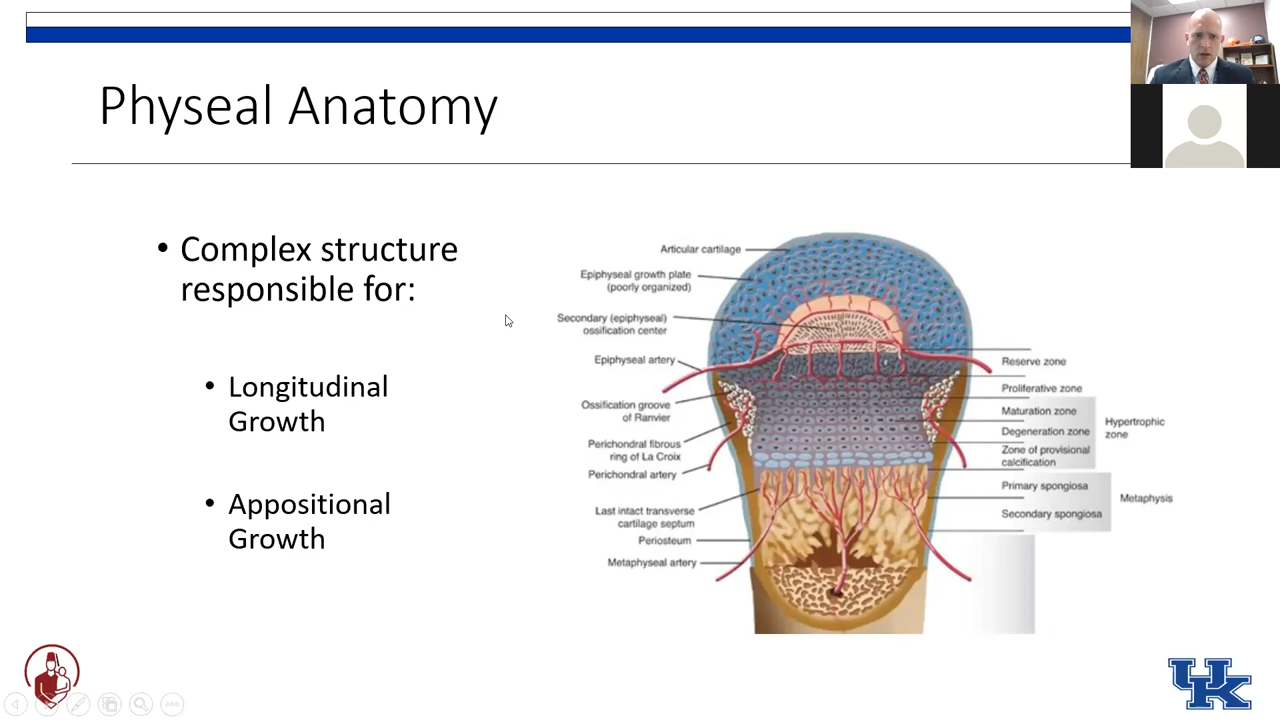 Physeal Anatomy
• Complex structure
responsible for:
• Longitudinal
Growth
• Appositional
Growth
Articular cartilage
Epiphyseal growth plate
(poorly organized)
Secondary (epiphyseal)
ossification center
Epiphyseal artery
Ossification groove
of Ranvier
Perichondral fibrous
ring of La Croix
Perichondral artery
Last intact transverse
cartilage septum
Periosteum
Metaphyseal artery
Reserve zone
Proliferative zone
Maturation zone
Degeneration zone
Zone of provisional
calcification
Hypertrophic
zone
Primary spongiosa
Secondary spongiosa
Metaphysis
UK